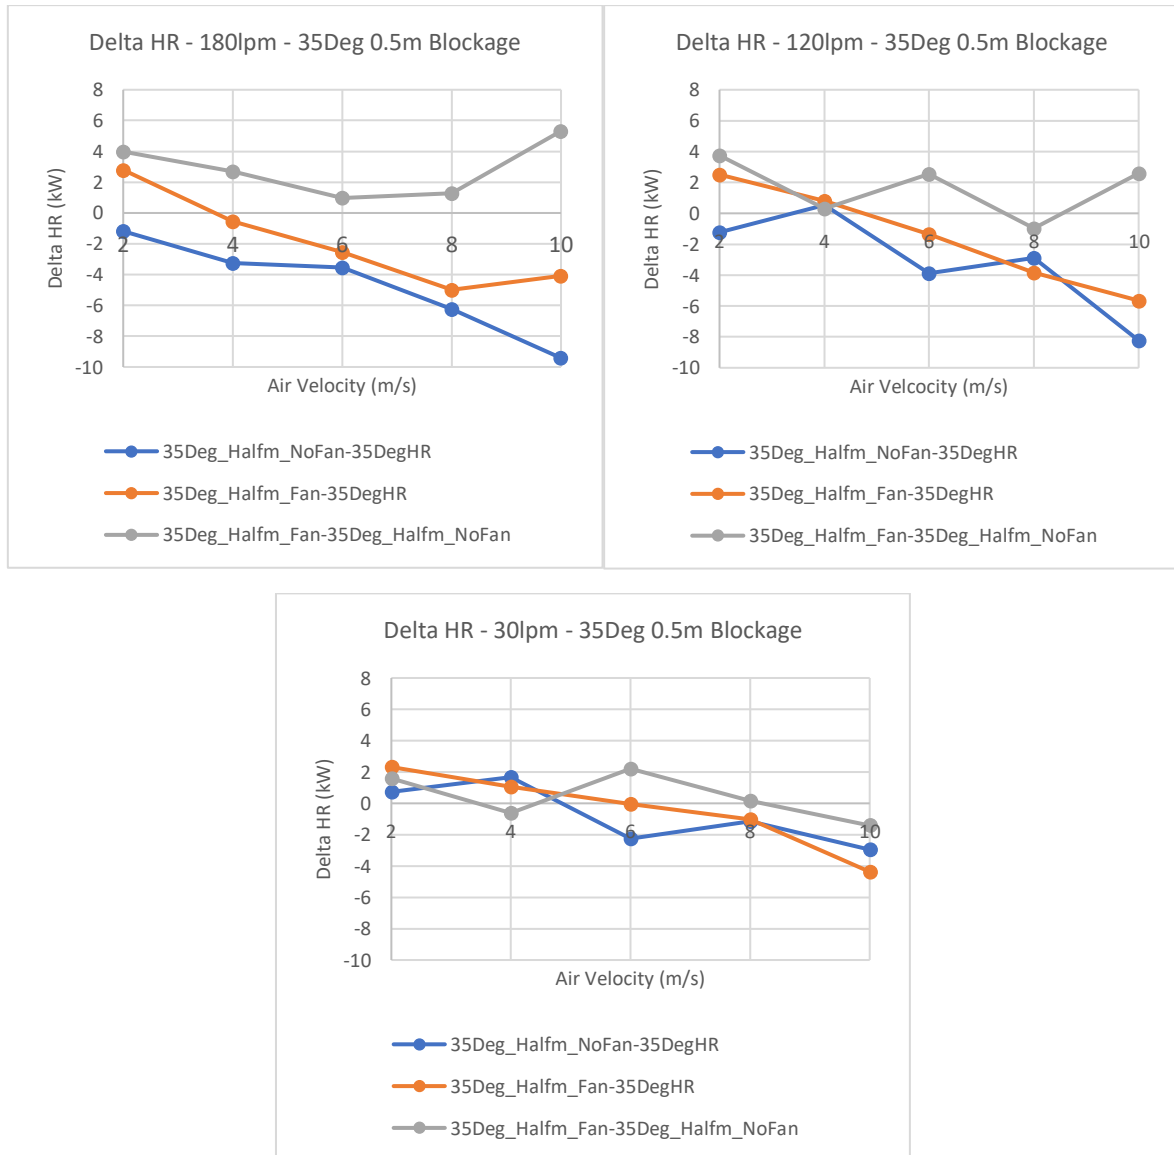 Delta HR - 180lpm - 35Deg 0.5m Blockage
8
6
4
2
0
-2
-4
-6
-8
-10
2
4
6
8
10
Delta HR (kW)
Air Velocity (m/s)
35Deg_Halfm_NoFan-35DegHR
35Deg_Halfm_Fan-35DegHR
35Deg_Halfm_Fan-35Deg_Halfm_NoFan
Delta HR - 120lpm - 35Deg 0.5m Blockage
8
6
4
2
0
-2
-4
-6
-8
-10
2
4
6
8
10
Delta HR (kW)
Air Velcocity (m/s)
35Deg_Halfm_NoFan-35DegHR
35Deg_Halfm_Fan-35DegHR
35Deg_Halfm_Fan-35Deg_Halfm_NoFan
Delta HR - 30lpm - 35Deg 0.5m Blockage
8
6
4
2
0
-2
-4
-6
-8
-10
2
4
6
8
10
Delta HR (kW)
Air Velocity (m/s)
35Deg_Halfm_NoFan-35DegHR
35Deg_Halfm_Fan-35DegHR
35Deg_Halfm_Fan-35Deg_Halfm_NoFan